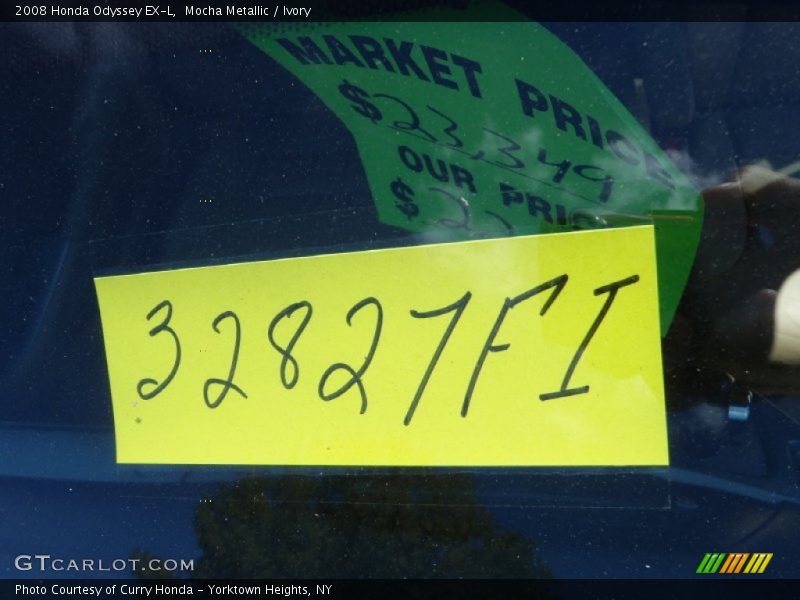 2008 Honda Odyssey EX-L, Mocha Metallic / Ivory
MARKET PRICE
$23,349
OUR PRICE
$2
32827FI
GTCARLOT.COM
Photo Courtesy of Curry Honda - Yorktown Heights, NY